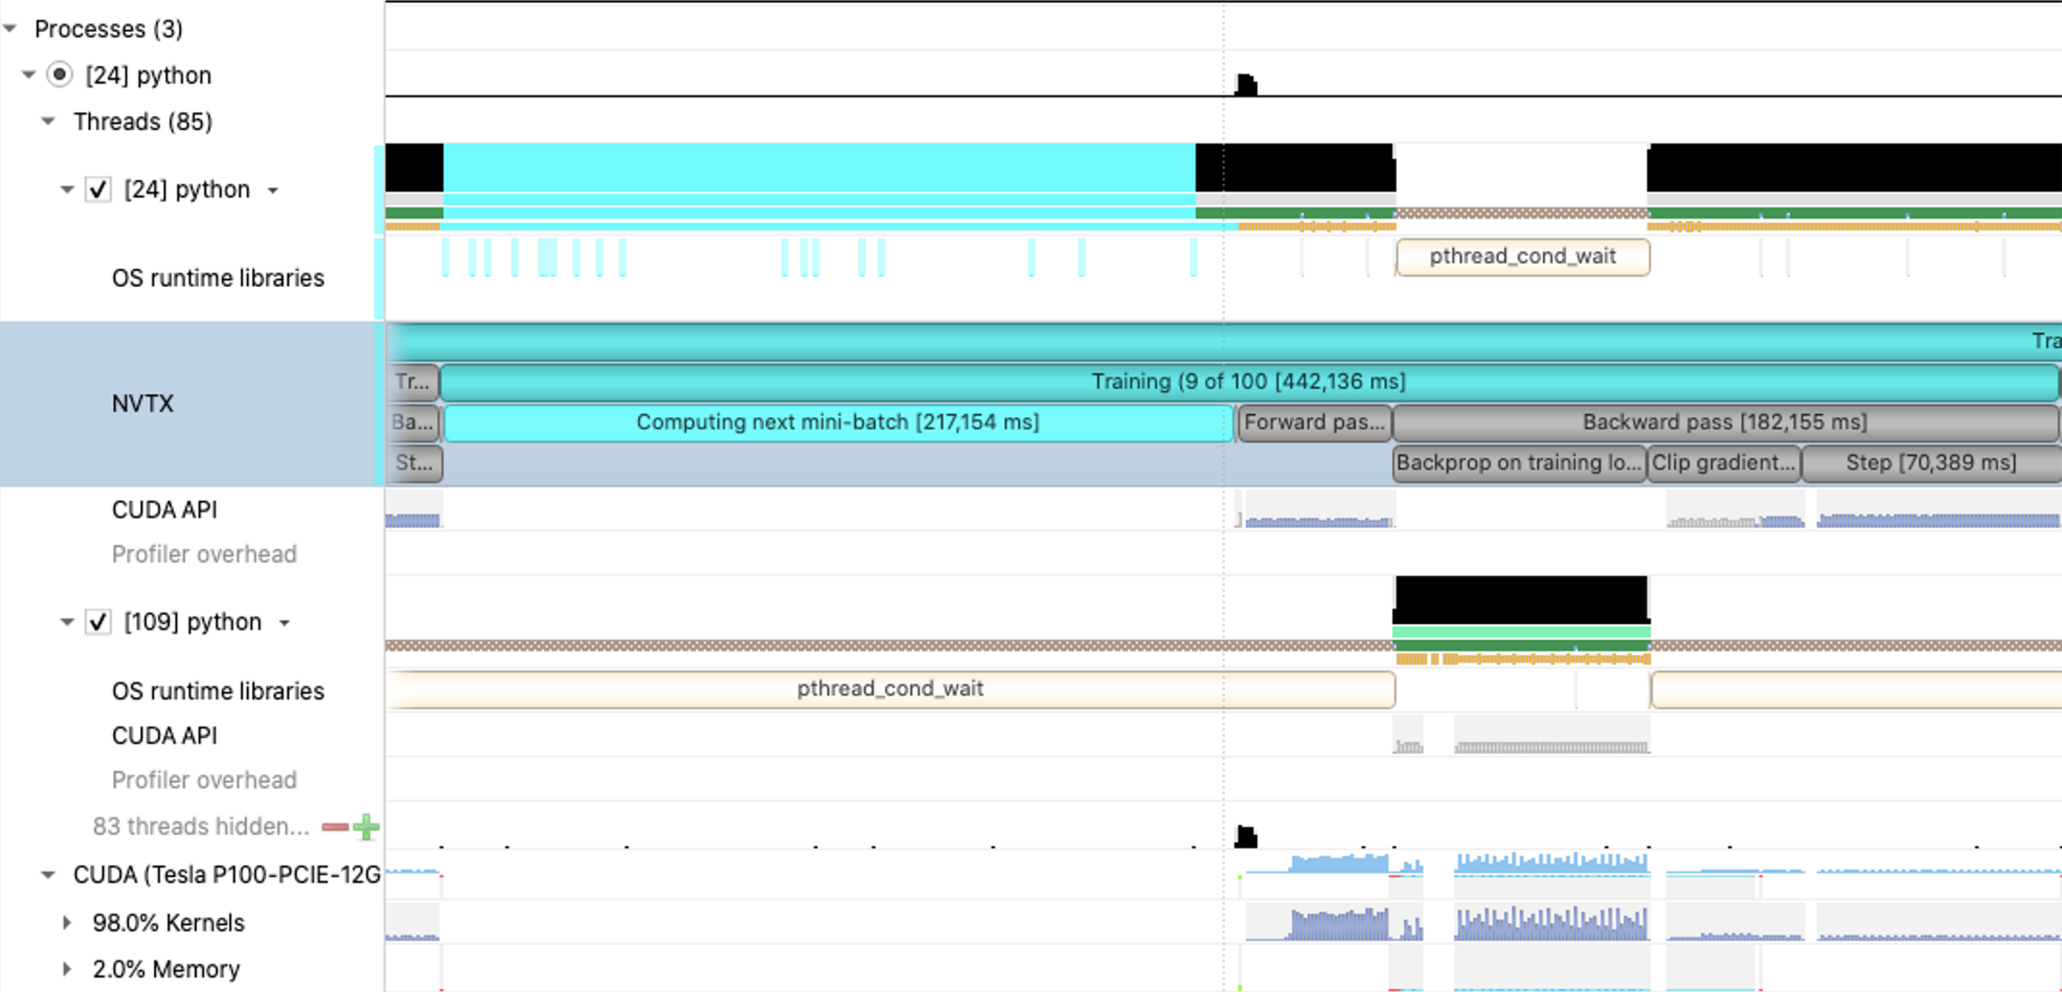 Processes (3)
[24] python
Threads (85)
[24] python
OS runtime libraries
pthread_cond_wait
Tra
NVTX
Tr...
Training (9 of 100 [442,136 ms]
Ba...
Computing next mini-batch [217,154 ms]
Forward pas...
Backward pass [182,155 ms]
St...
Backprop on training lo...
Clip gradient...
Step [70,389 ms]
CUDA API
Profiler overhead
[109] python
OS runtime libraries
pthread_cond_wait
CUDA API
Profiler overhead
83 threads hidden...
CUDA (Tesla P100-PCIE-12G
98.0% Kernels
2.0% Memory